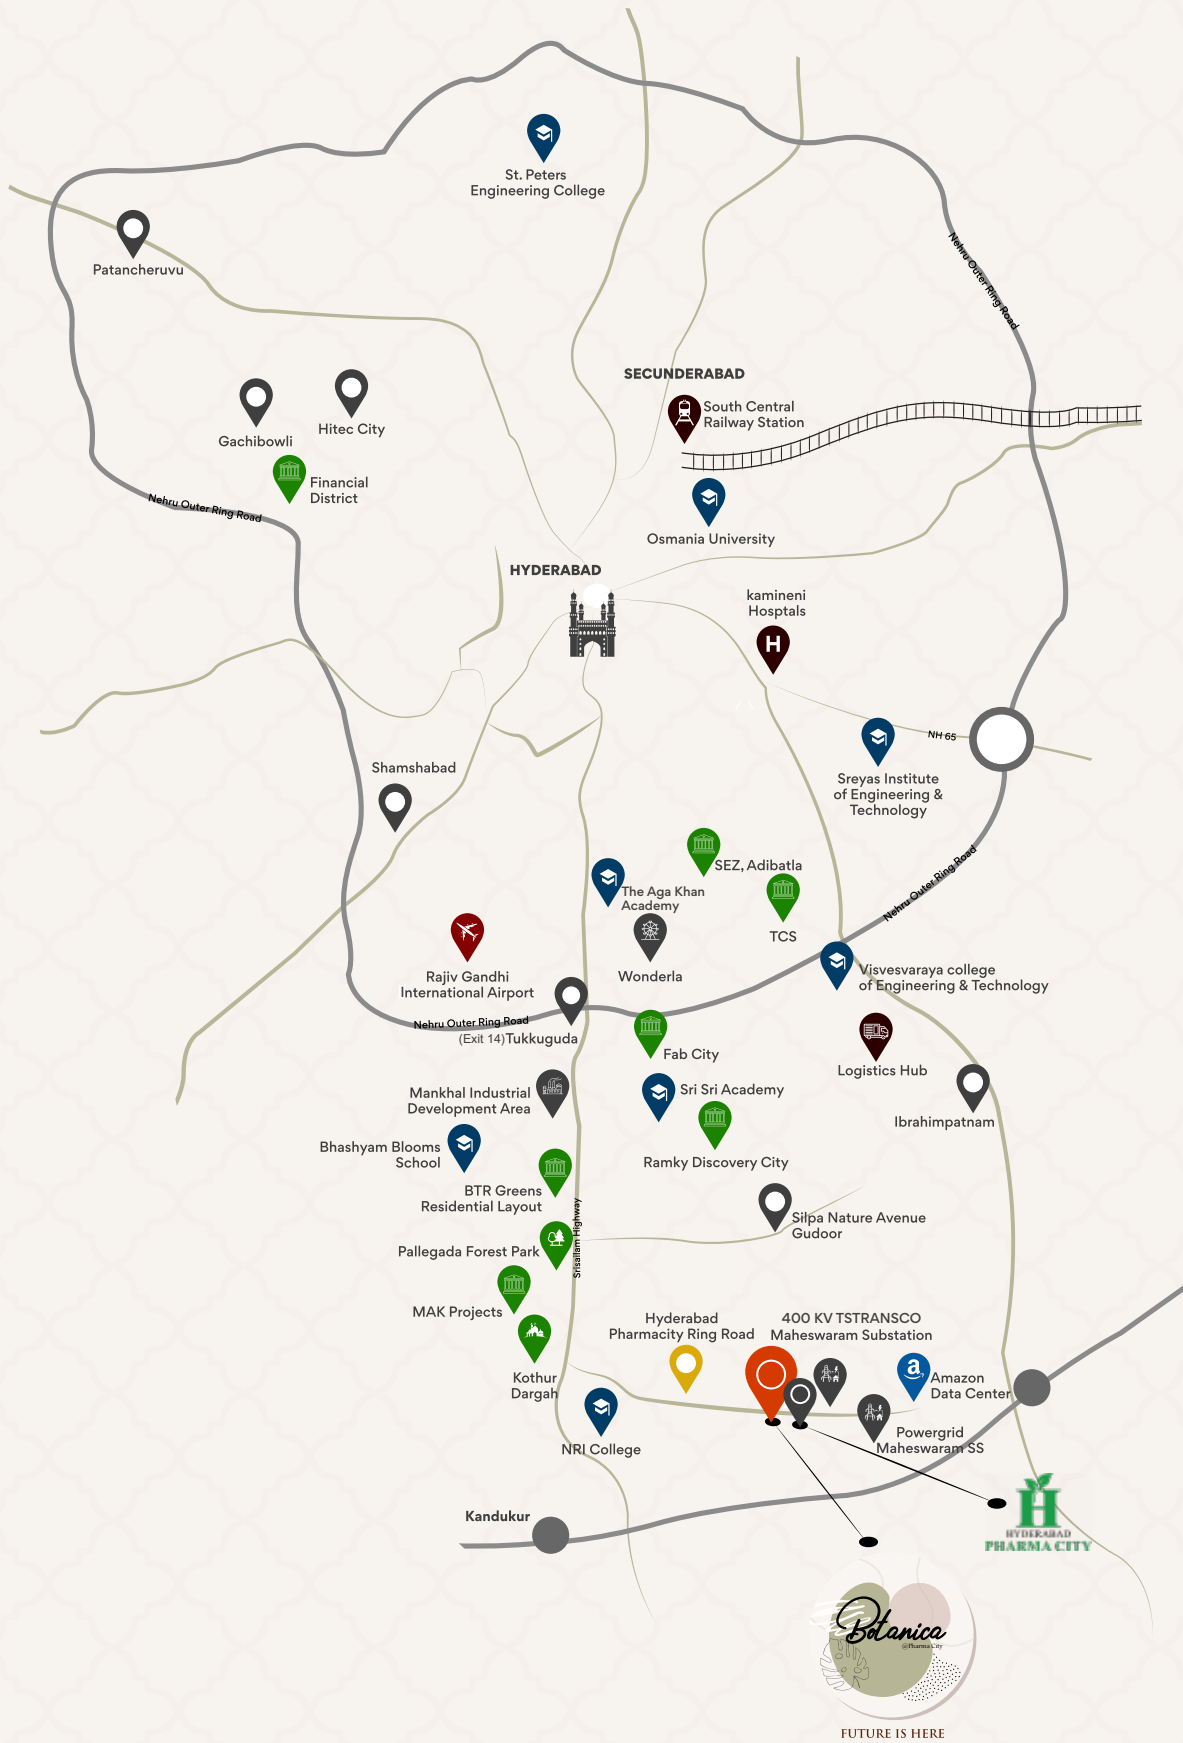 St. Peters
Engineering College
Patancheruvu
Nehru Outer Ring Road
SECUNDERABAD
South Central
Railway Station
Gachibowli
Hitec City
Financial
District
Nehru Outer Ring Road
Osmania University
HYDERABAD
kamineni
Hosptals
H
NH 65
Shamshabad
Sreyas Institute
of Engineering &
Technology
SEZ, Adibatla
The Aga Khan
Academy
TCS
Nehru Outer Ring Road
Wonderla
Rajiv Gandhi
International Airport
Visvesvaraya college
of Engineering & Technology
Nehru Outer Ring Road
(Exit 14)Tukkuguda
Fab City
Logistics Hub
Mankhal Industrial
Development Area
Sri Sri Academy
Ibrahimpatnam
Bhashyam Blooms
School
Ramky Discovery City
BTR Greens
Residential Layout
Srisailam Highway
Silpa Nature Avenue
Gudoor
Pallegada Forest Park
MAK Projects
Hyderabad
Pharmacity Ring Road
400 KV TSTRANSCO
Maheswaram Substation
Kothur
Dargah
a
Amazon
Data Center
NRI College
Powergrid
Maheswaram SS
Kandukur
H
HYDERABAD
PHARMA CITY
Botanica
@Pharma City
FUTURE IS HERE